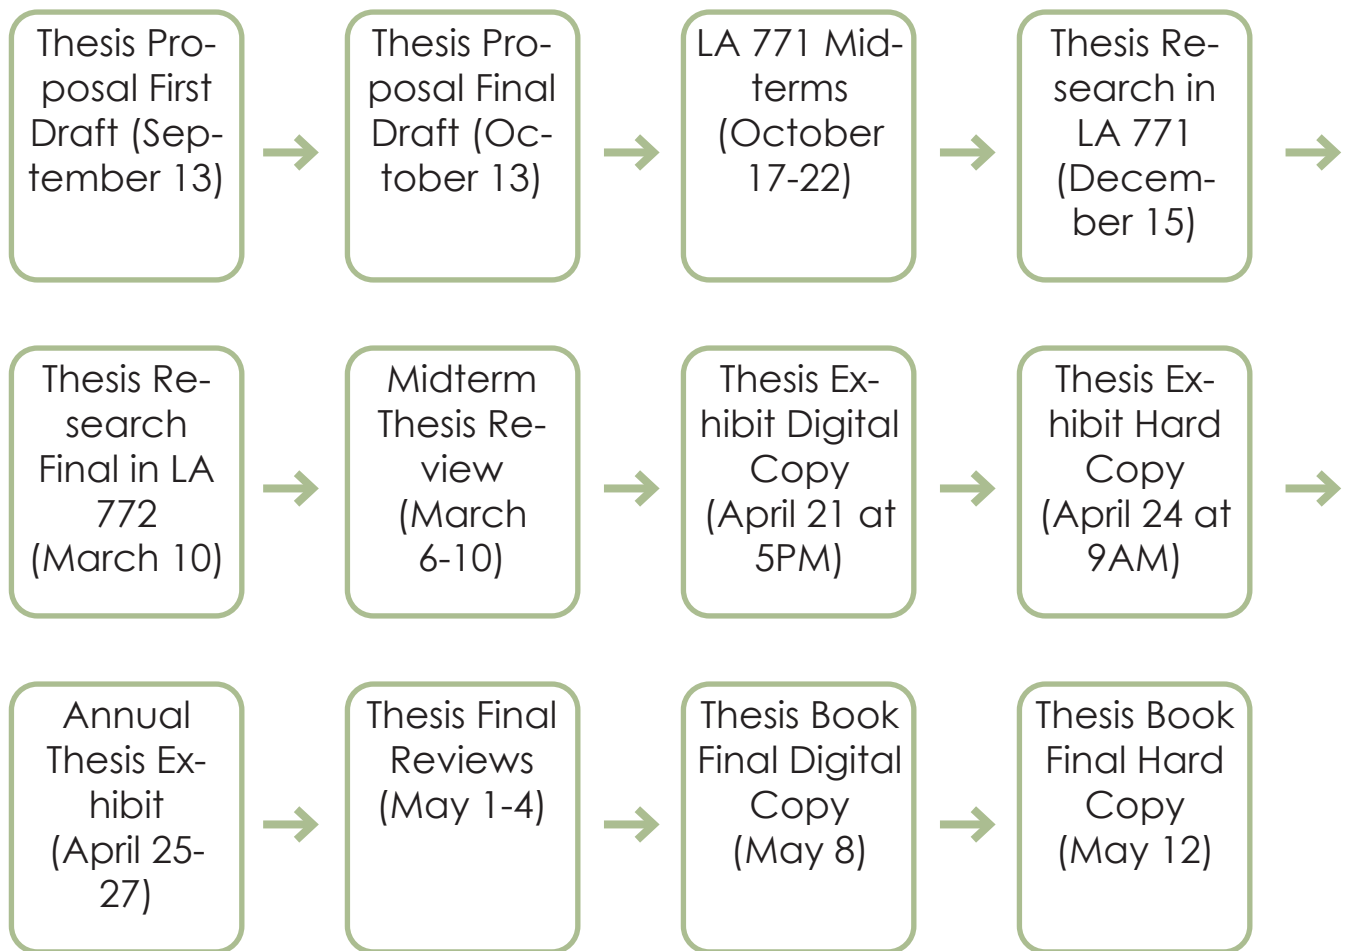 Thesis Pro-
posal First
Draft (Sep-
tember 13)
Thesis Pro-
posal Final
Draft (Oc-
tober 13)
LA 771 Mid-
terms
(October
17-22)
Thesis Re-
search in
LA 771
(Decem-
ber 15)
Thesis Re-
search
Final in LA
772
(March 10)
Midterm
Thesis Re-
view
(March
6-10)
Thesis Ex-
hibit Digital
Copy
(April 21 at
5PM)
Thesis Ex-
hibit Hard
Copy
(April 24 at
9AM)
Annual
Thesis Ex-
hibit
(April 25-
27)
Thesis Final
Reviews
(May 1-4)
Thesis Book
Final Digital
Copy
(May 8)
Thesis Book
Final Hard
Copy
(May 12)